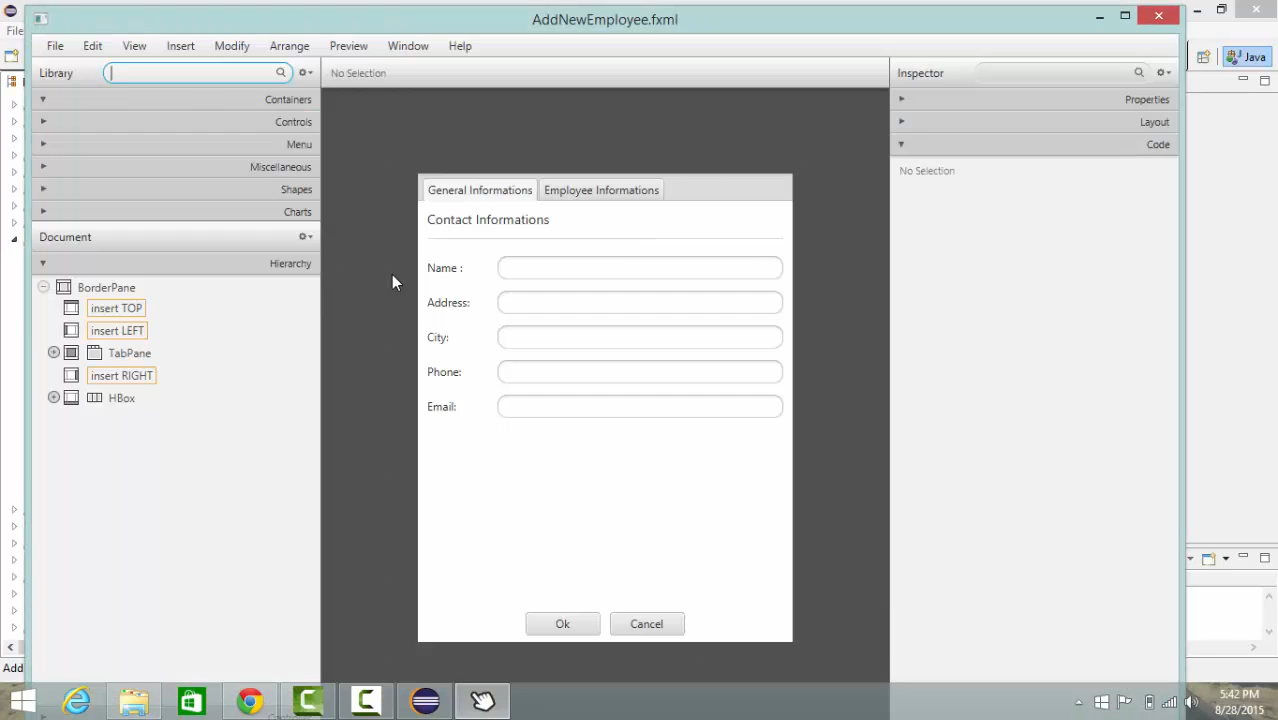 AddNewEmployee.fxml
File
File Edit View Insert Modify Arrange Preview Window Help
Java
Library
No Selection
Inspector
Containers
Properties
Controls
Layout
Menu
Code
Miscellaneous
No Selection
Shapes
General Informations Employee Informations
Charts
Contact Informations
Document
Hierarchy
Name :
BorderPane
insert TOP
Address:
insert LEFT
City:
TabPane
Phone:
insert RIGHT
HBox
Email:
Ok Cancel
Add
5:42 PM
8/28/2015